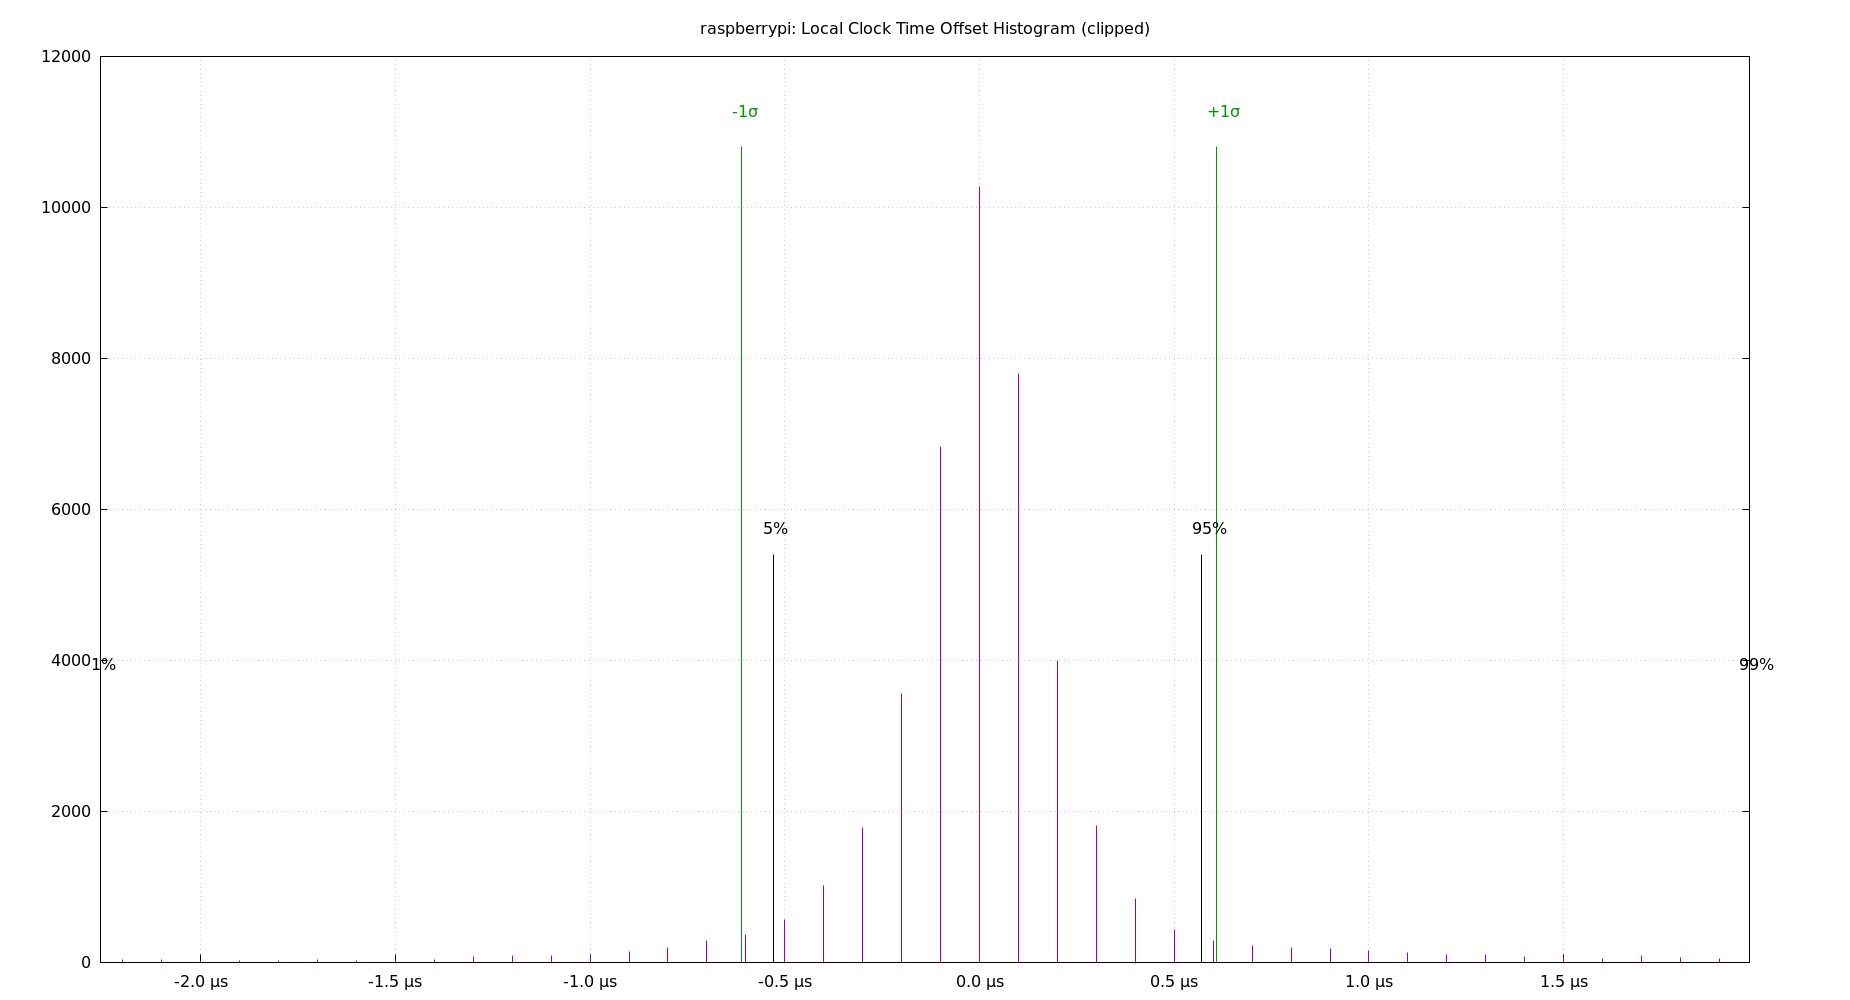 raspberrypi: Local Clock Time Offset Histogram (clipped)
12000
-1σ +1σ
10000
8000
6000
5% 95%
4000 1% 99%
2000
0
-2.0 µs -1.5 µs -1.0 µs -0.5 µs 0.0 µs 0.5 µs 1.0 µs 1.5 µs